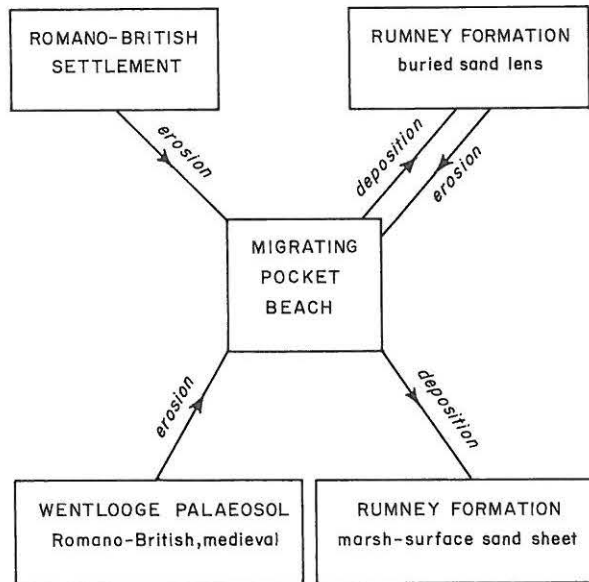 ROMANO-BRITISH
SETTLEMENT
RUMNEY FORMATION
buried sand lens
erosion
deposition
erosion
MIGRATING
POCKET
BEACH
erosion
deposition
WENTLOOGE PALAEOSOL
Romano-British, medieval
RUMNEY FORMATION
marsh-surface sand sheet